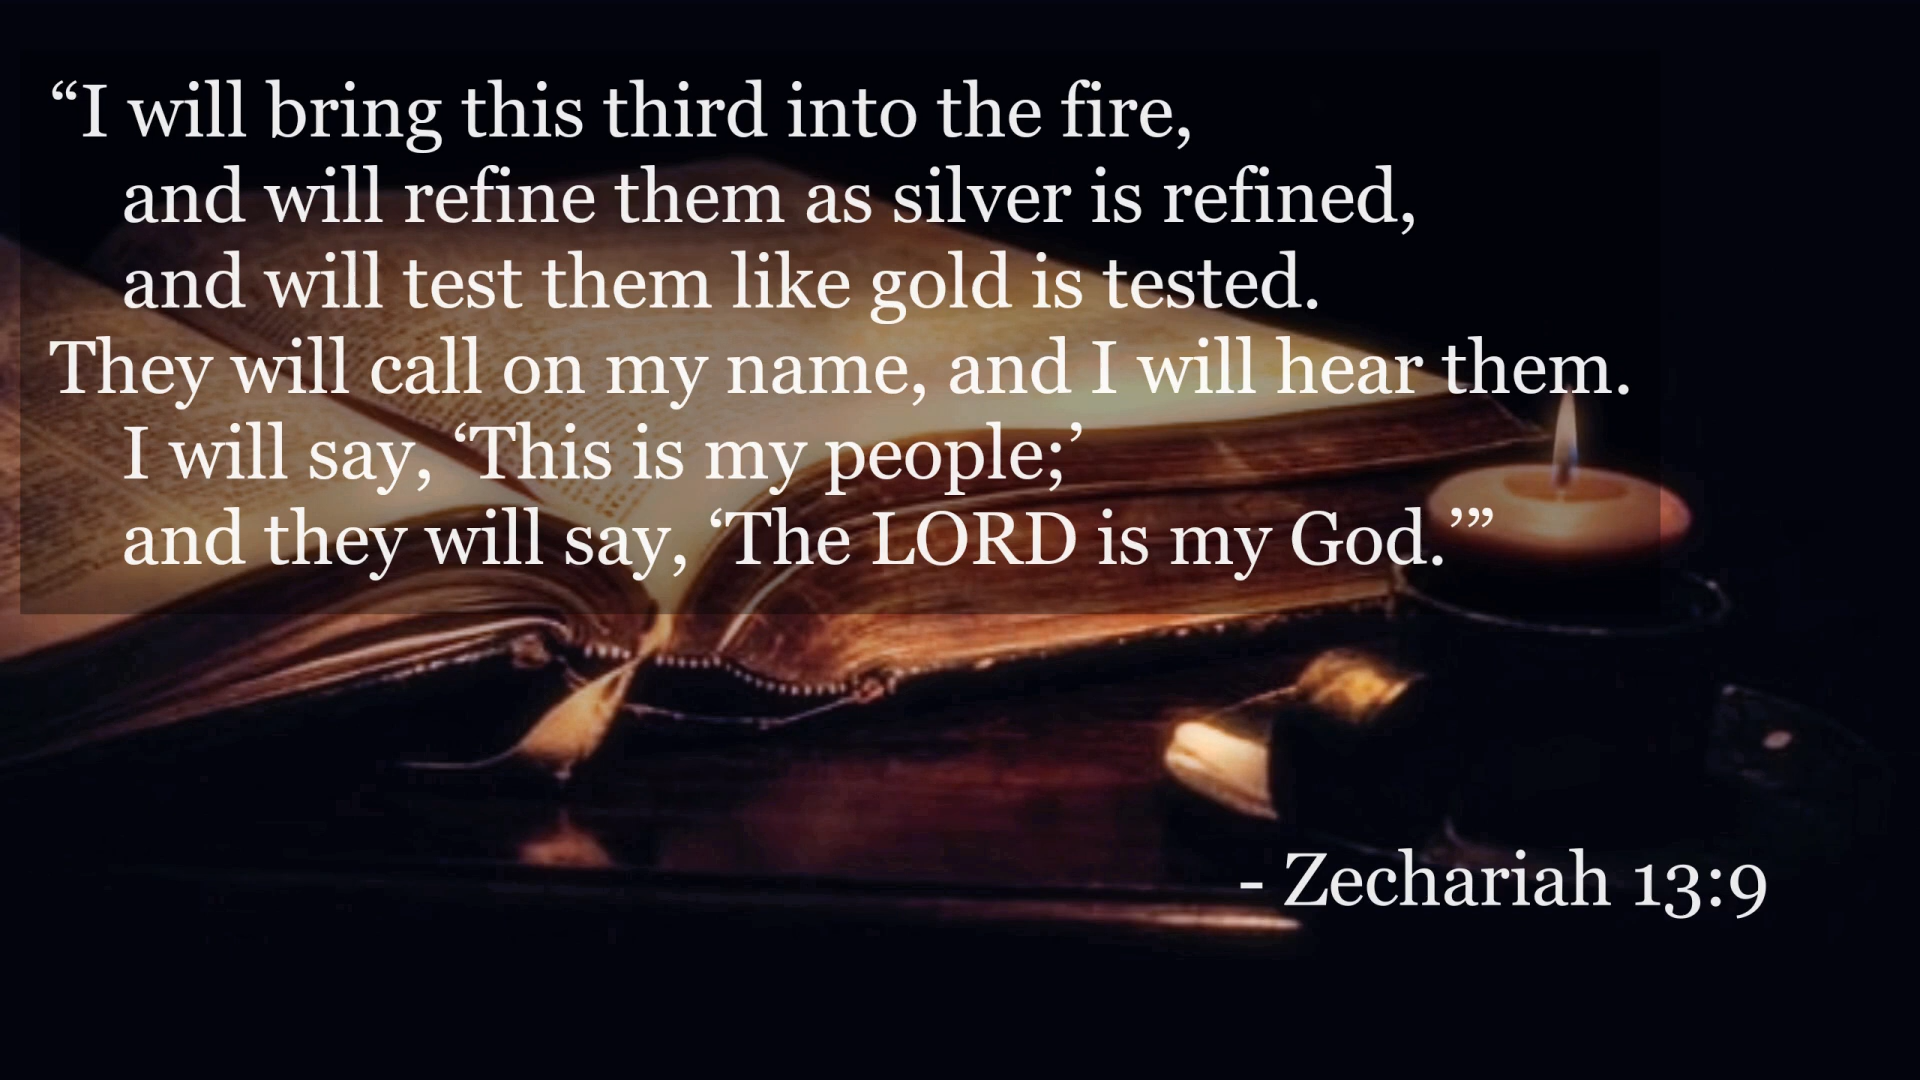 “I will bring this third into the fire,
and will refine them as silver is refined,
and will test them like gold is tested.
They will call on my name, and I will hear them.
I will say, ‘This is my people;’
and they will say, ‘The LORD is my God.’”
- Zechariah 13:9